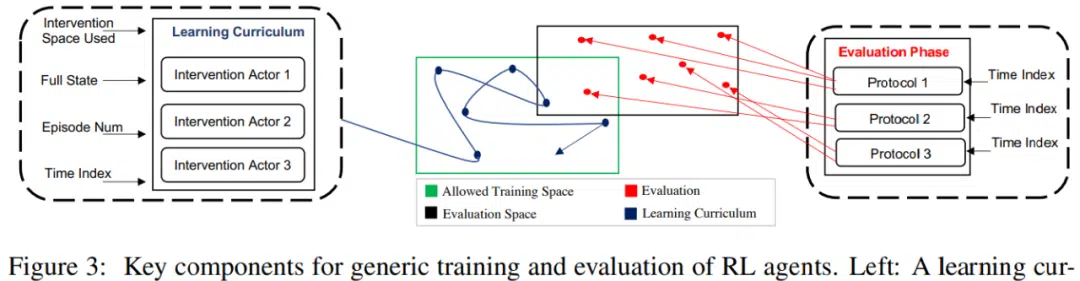 Intervention
Space Used
Full State
Episode Num
Time Index
Learning Curriculum
Intervention Actor 1
Intervention Actor 2
Intervention Actor 3
Allowed Training Space
Evaluation
Evaluation Space
Learning Curriculum
Evaluation Phase
Protocol 1
Protocol 2
Protocol 3
Time Index
Time Index
Time Index
Figure 3: Key components for generic training and evaluation of RL agents. Left: A learning cur-